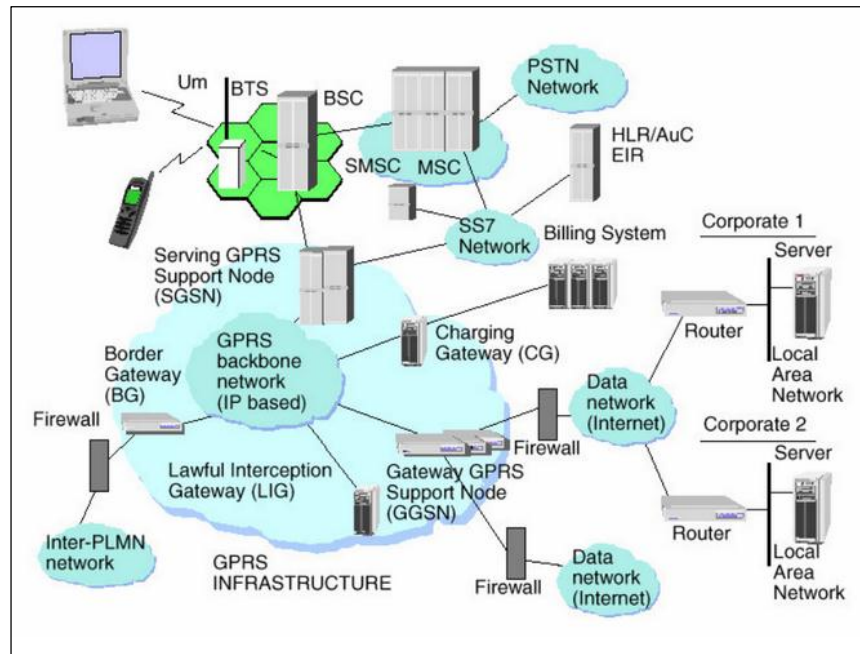 Um
BTS
BSC
PSTN
Network
HLR/AuC
EIR
SMSC
MSC
SS7
Network
Billing System
Corporate 1
Server
Serving GPRS
Support Node
(SGSN)
Router
Local
Area
Network
GPRS
backbone
network
(IP based)
Charging
Gateway (CG)
Border
Gateway
(BG)
Data
network
(Internet)
Firewall
Firewall
Corporate 2
Server
Lawful Interception
Gateway (LIG)
Gateway GPRS
Support Node
(GGSN)
Router
Local
Area
Network
Inter-PLMN
network
GPRS
INFRASTRUCTURE
Firewall
Data
network
(Internet)